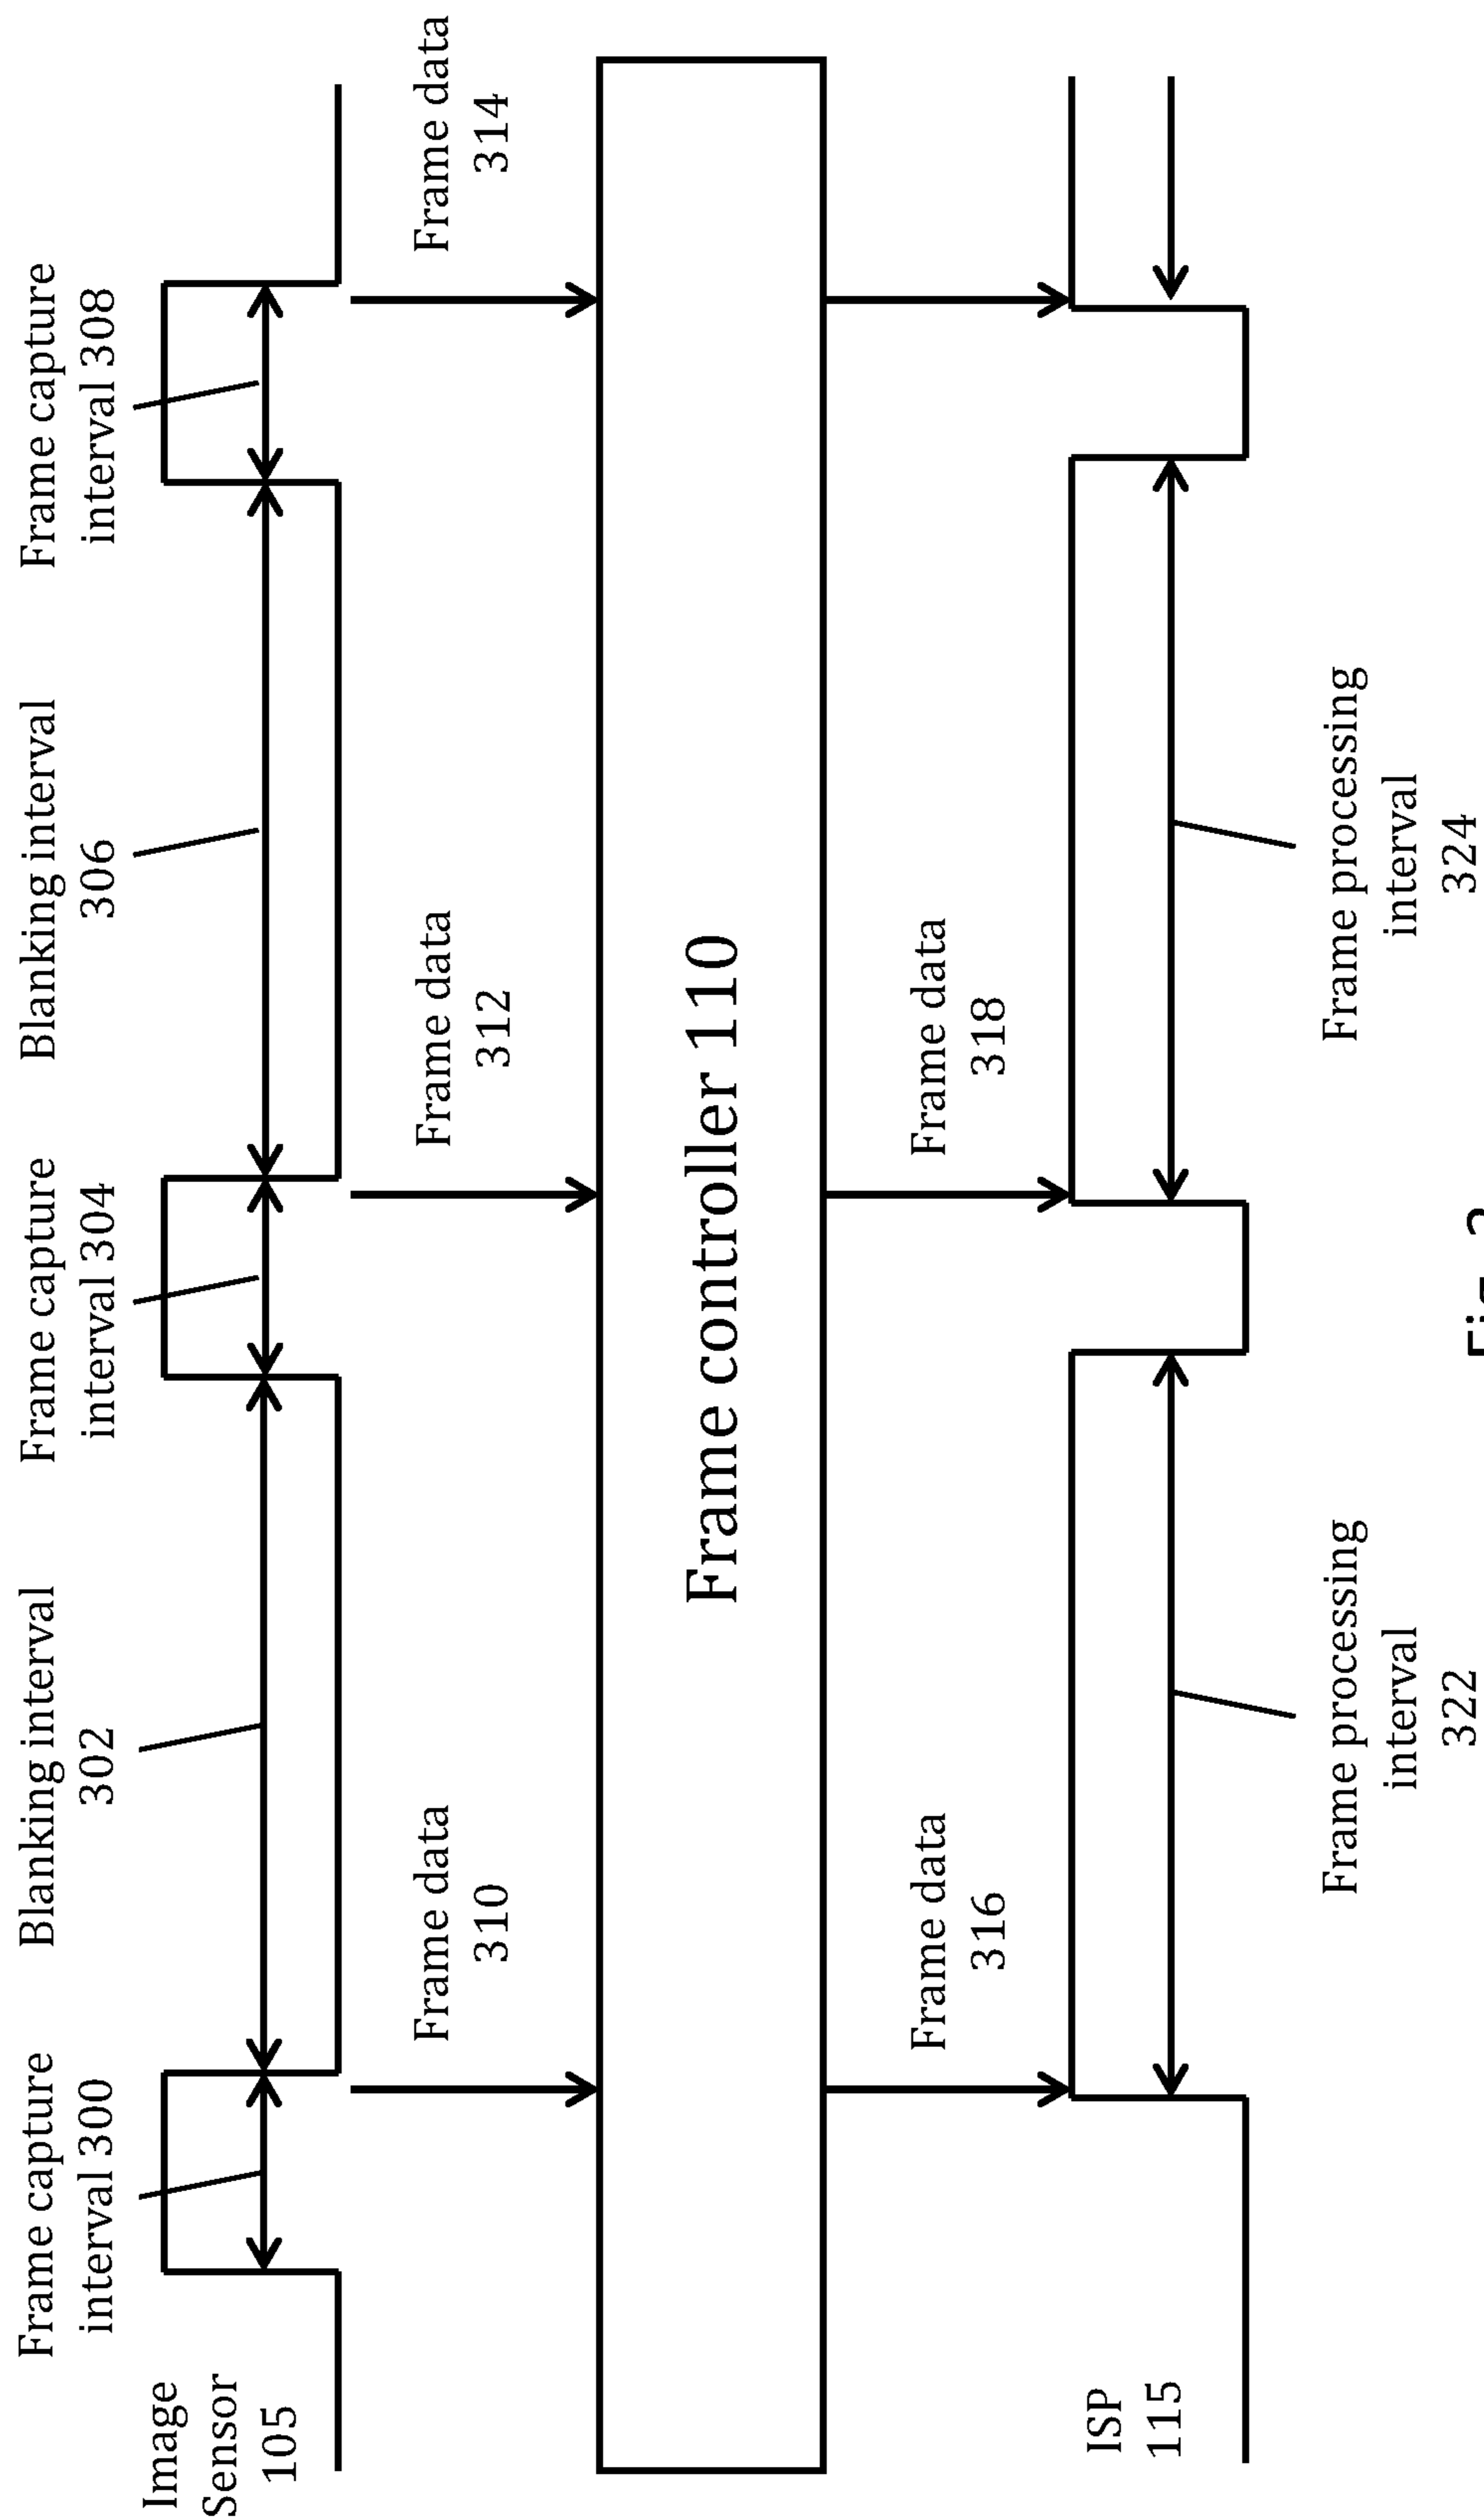 Frame capture
interval 300
Blanking interval
302
Frame capture
interval 304
Blanking interval
306
Frame capture
interval 308
Image
Sensor
105
Frame data
310
Frame data
312
Frame data
314
Frame controller 110
Frame data
316
Frame data
318
ISP
115
Frame processing
interval
322
Frame processing
interval
324